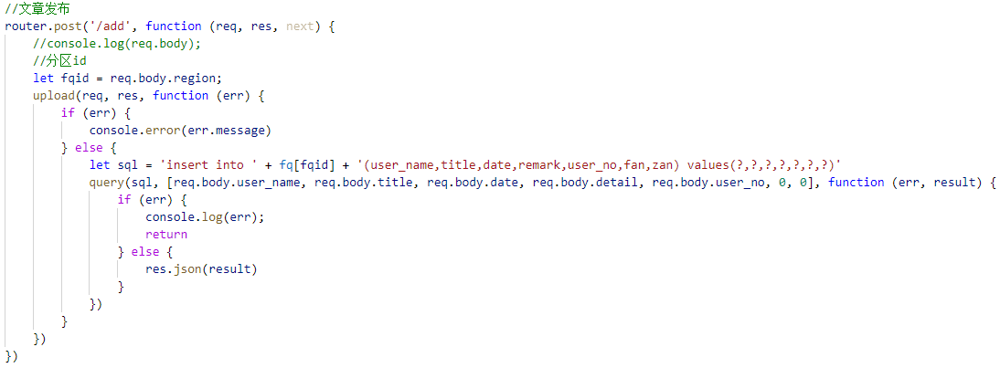 //文章发布
router.post('/add', function (req, res, next) {
    //console.log(req.body);
    //分区id
    let fqid = req.body.region;
    upload(req, res, function (err) {
        if (err) {
            console.error(err.message)
        } else {
            let sql = 'insert into ' + fq[fqid] + '(user_name,title,date,remark,user_no,fan,zan) values(?,?,?,?,?,?,?)'
            query(sql, [req.body.user_name, req.body.title, req.body.date, req.body.detail, req.body.user_no, 0, 0], function (err, result) {
                if (err) {
                    console.log(err);
                    return
                } else {
                    res.json(result)
                }
            })
        }
    })
})